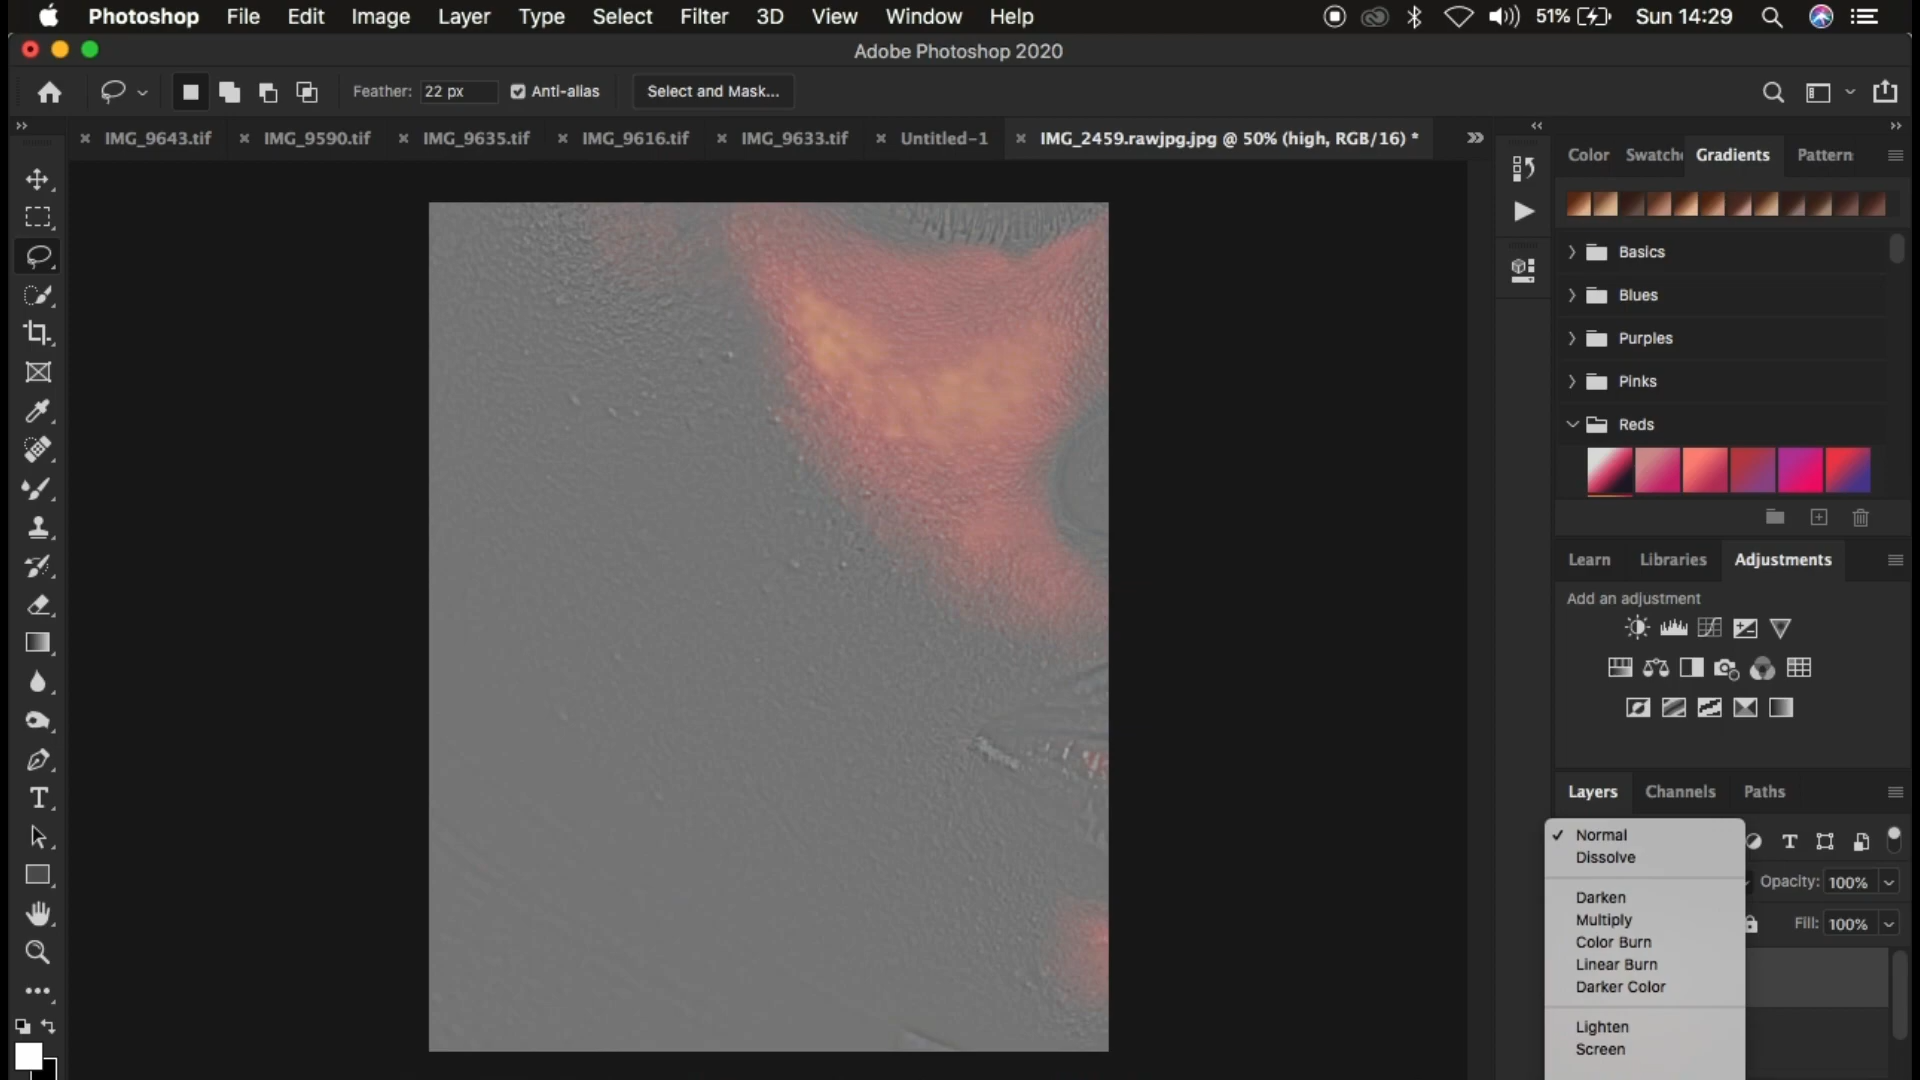 Photoshop File Edit Image Layer Type Select Filter 3D View Window Help 51% Sun 14:29
Adobe Photoshop 2020
Feather: 22 px Anti-alias Select and Mask...
IMG_9643.tif IMG_9590.tif IMG_9635.tif IMG_9616.tif IMG_9633.tif Untitled-1 IMG_2459.rawjpg.jpg @ 50% (high, RGB/16) *
Color Swatche Gradients Pattern
Basics
Blues
Purples
Pinks
Reds
Learn Libraries Adjustments
Add an adjustment
Layers Channels Paths
Normal
Dissolve
Opacity: 100%
Darken
Multiply
Fill: 100%
Color Burn
Linear Burn
Darker Color
Lighten
Screen